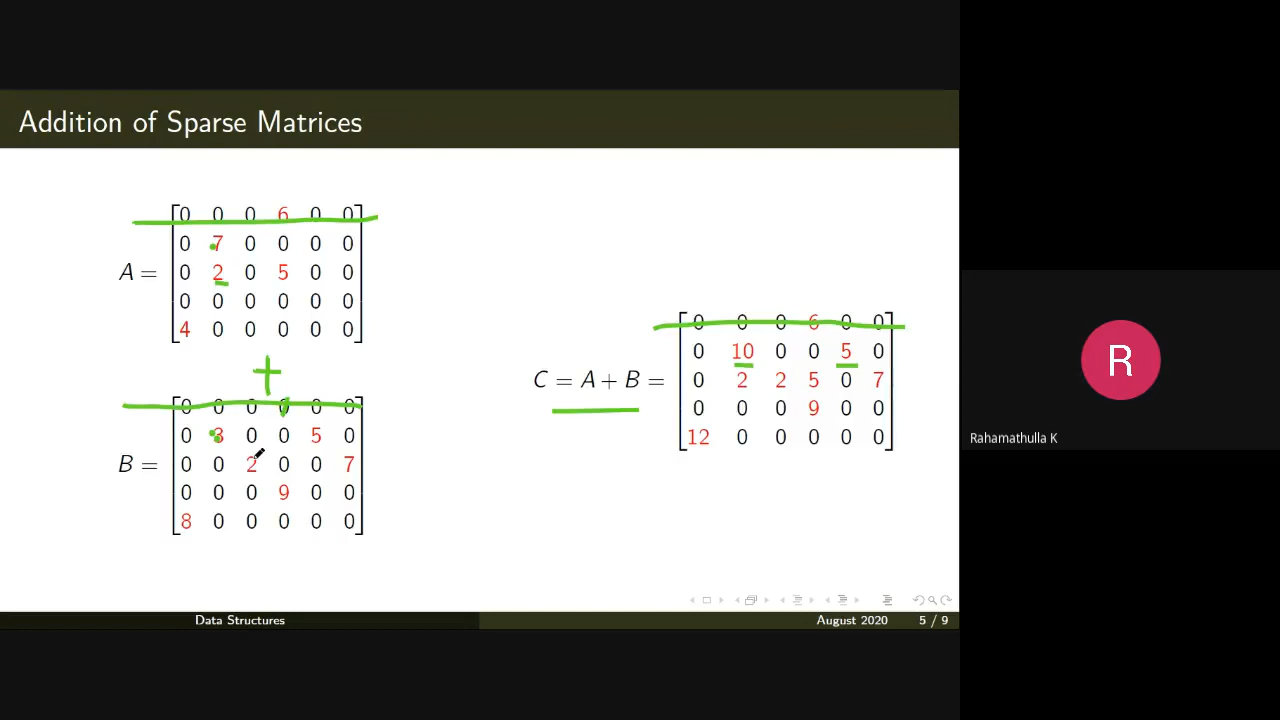 Addition of Sparse Matrices
0 0 0 6 0 0
0 7 0 0 0 0
A = 0 2 0 5 0 0
0 0 0 0 0 0
4 0 0 0 0 0
+
0 0 0 0 0 0
0 3 0 0 5 0
B = 0 0 2 0 0 7
0 0 0 9 0 0
8 0 0 0 0 0
0 0 0 6 0 0
0 10 0 0 5 0
C = A + B = 0 2 2 5 0 7
0 0 0 9 0 0
12 0 0 0 0 0
Data Structures
August 2020
5 / 9
R
Rahamathulla K